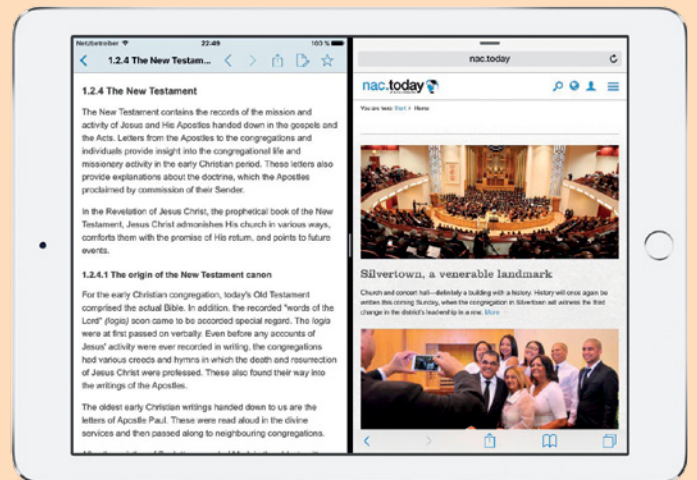 Netzbetreiber
22:49
100 %
1.2.4 The New Testam...
1.2.4 The New Testament
The New Testament contains the records of the mission and
activity of Jesus and His Apostles handed down in the gospels and
the Acts. Letters from the Apostles to the congregations and
individuals provide insight into the congregational life and
missionary activity in the early Christian period. These letters also
provide explanations about the doctrine, which the Apostles
proclaimed by commission of their Sender.
In the Revelation of Jesus Christ, the prophetical book of the New
Testament, Jesus Christ admonishes His church in various ways,
comforts them with the promise of His return, and points to future
events.
1.2.4.1 The origin of the New Testament canon
For the early Christian congregation, today's Old Testament
comprised the actual Bible. In addition, the recorded "words of the
Lord" (logia) soon came to be accorded special regard. The logia
were at first passed on verbally. Even before any accounts of
Jesus' activity were ever recorded in writing, the congregations
had various creeds and hymns in which the death and resurrection
of Jesus Christ were professed. These also found their way into
the writings of the Apostles.
The oldest early Christian writings handed down to us are the
letters of Apostle Paul. These were read aloud in the divine
services and then passed along to neighbouring congregations.
nac.today
nac.today
You are here: Start > Home
Silvertown, a venerable landmark
Church and concert hall—definitely a building with a history. History will once again be
written this coming Sunday, when the congregation in Silvertown will witness the third
change in the district's leadership in a row. More